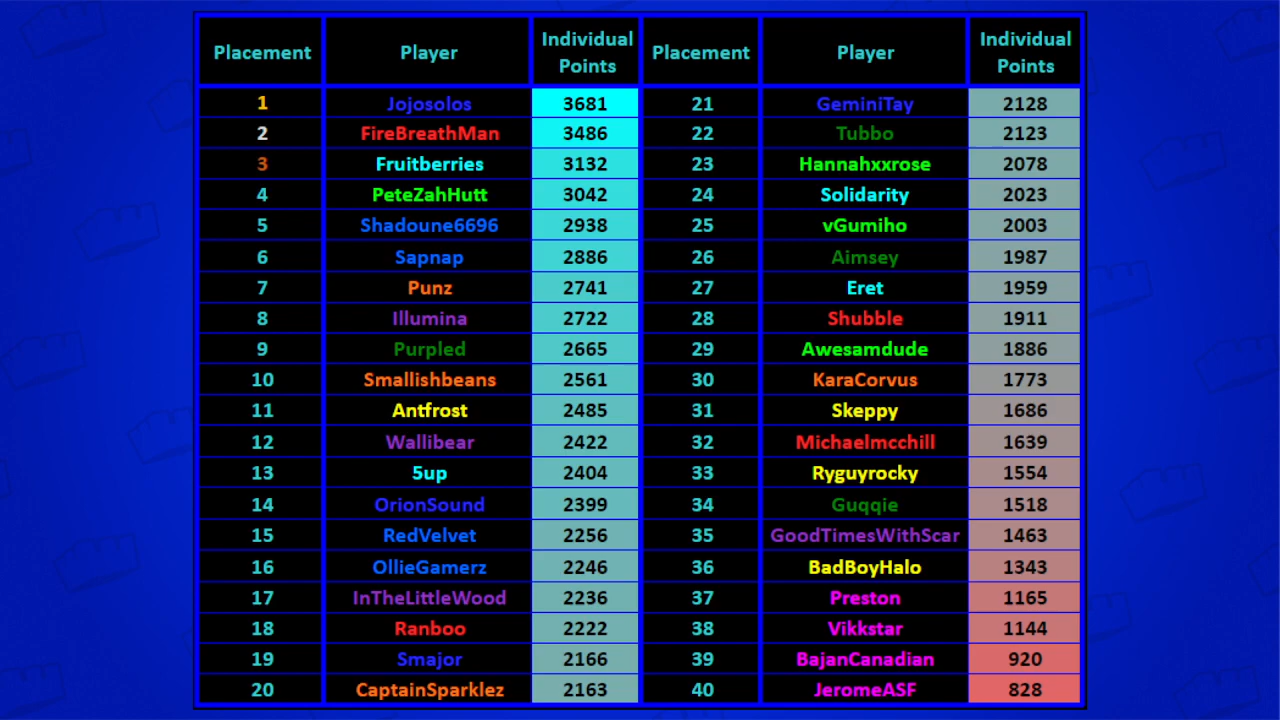 Placement Player Individual Points Placement Player Individual Points
1 Jojosolos 3681 21 GeminiTay 2128
2 FireBreathMan 3486 22 Tubbo 2123
3 Fruitberries 3132 23 Hannahxxrose 2078
4 PeteZahHutt 3042 24 Solidarity 2023
5 Shadoune6696 2938 25 vGumiho 2003
6 Sapnap 2886 26 Aimsey 1987
7 Punz 2741 27 Eret 1959
8 Illumina 2722 28 Shubble 1911
9 Purpled 2665 29 Awesamdude 1886
10 Smallishbeans 2561 30 KaraCorvus 1773
11 Antfrost 2485 31 Skeppy 1686
12 Wallibear 2422 32 Michaelmcchill 1639
13 5up 2404 33 Ryguyrocky 1554
14 OrionSound 2399 34 Guqqie 1518
15 RedVelvet 2256 35 GoodTimesWithScar 1463
16 OllieGamerz 2246 36 BadBoyHalo 1343
17 InTheLittleWood 2236 37 Preston 1165
18 Ranboo 2222 38 Vikkstar 1144
19 Smajor 2166 39 BajanCanadian 920
20 CaptainSparklez 2163 40 JeromeASF 828